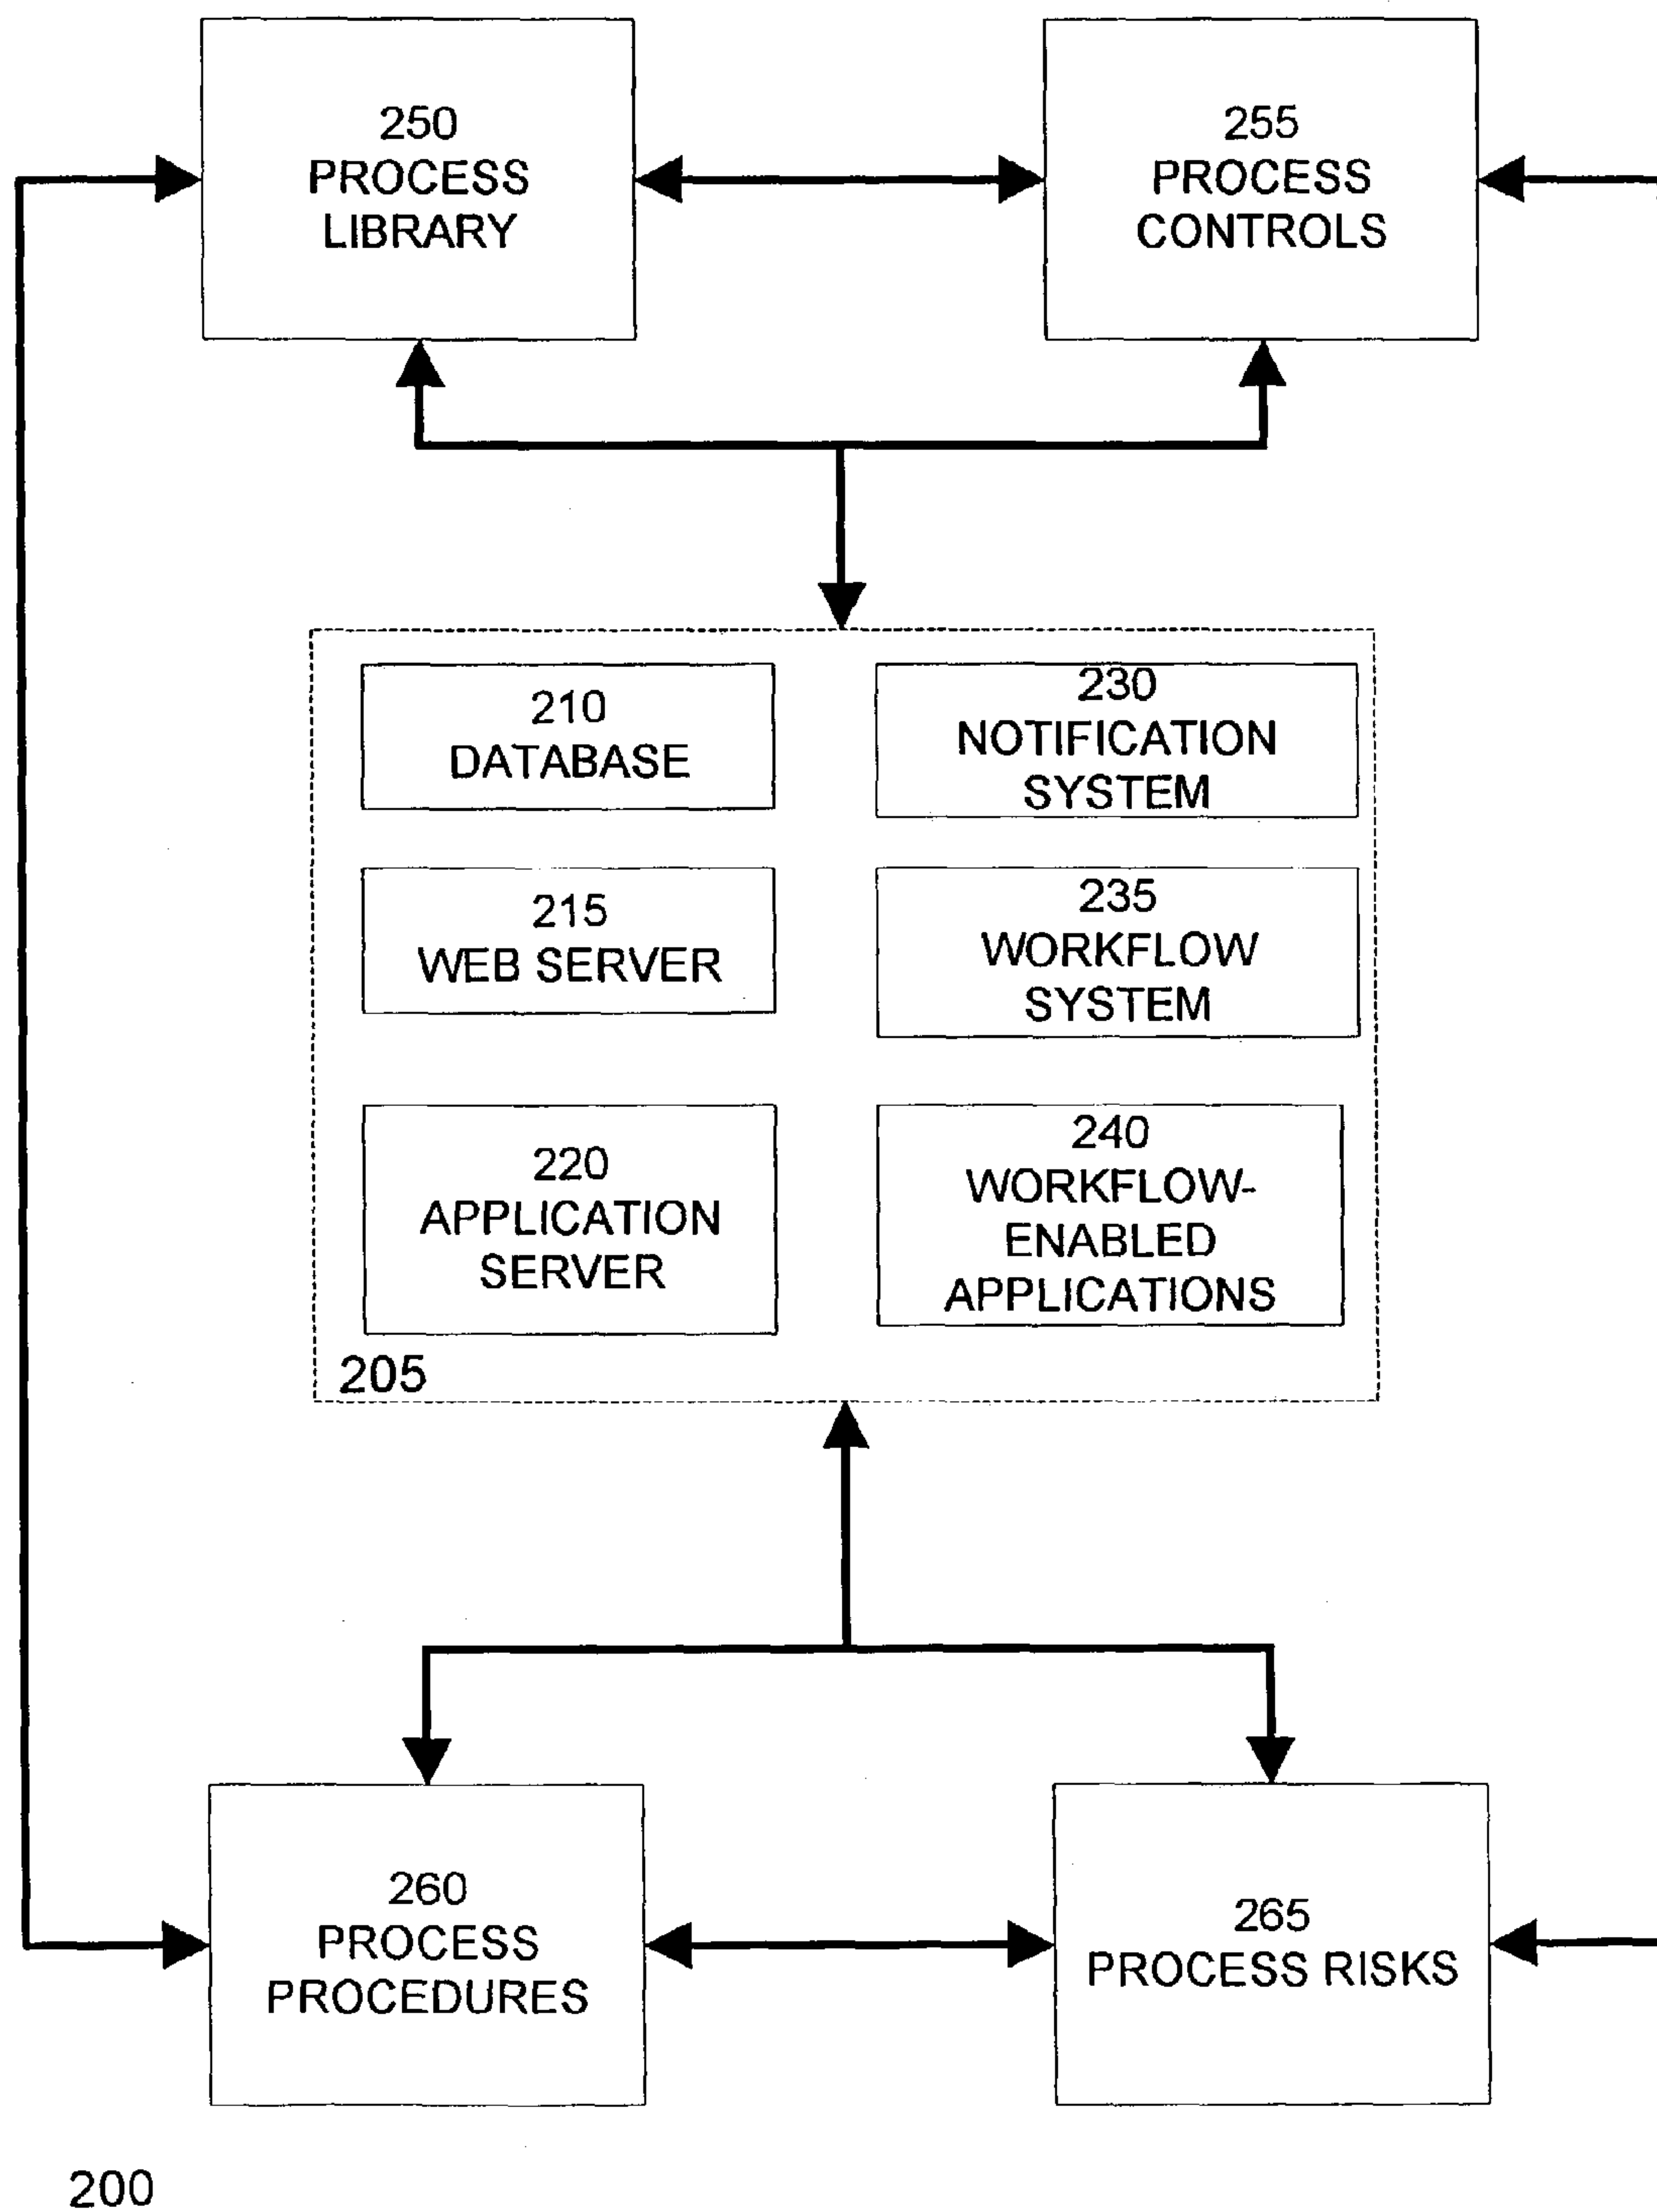 250
PROCESS
LIBRARY
255
PROCESS
CONTROLS
210
DATABASE
230
NOTIFICATION
SYSTEM
215
WEB SERVER
235
WORKFLOW
SYSTEM
220
APPLICATION
SERVER
240
WORKFLOW-
ENABLED
APPLICATIONS
205
260
PROCESS
PROCEDURES
265
PROCESS RISKS
200